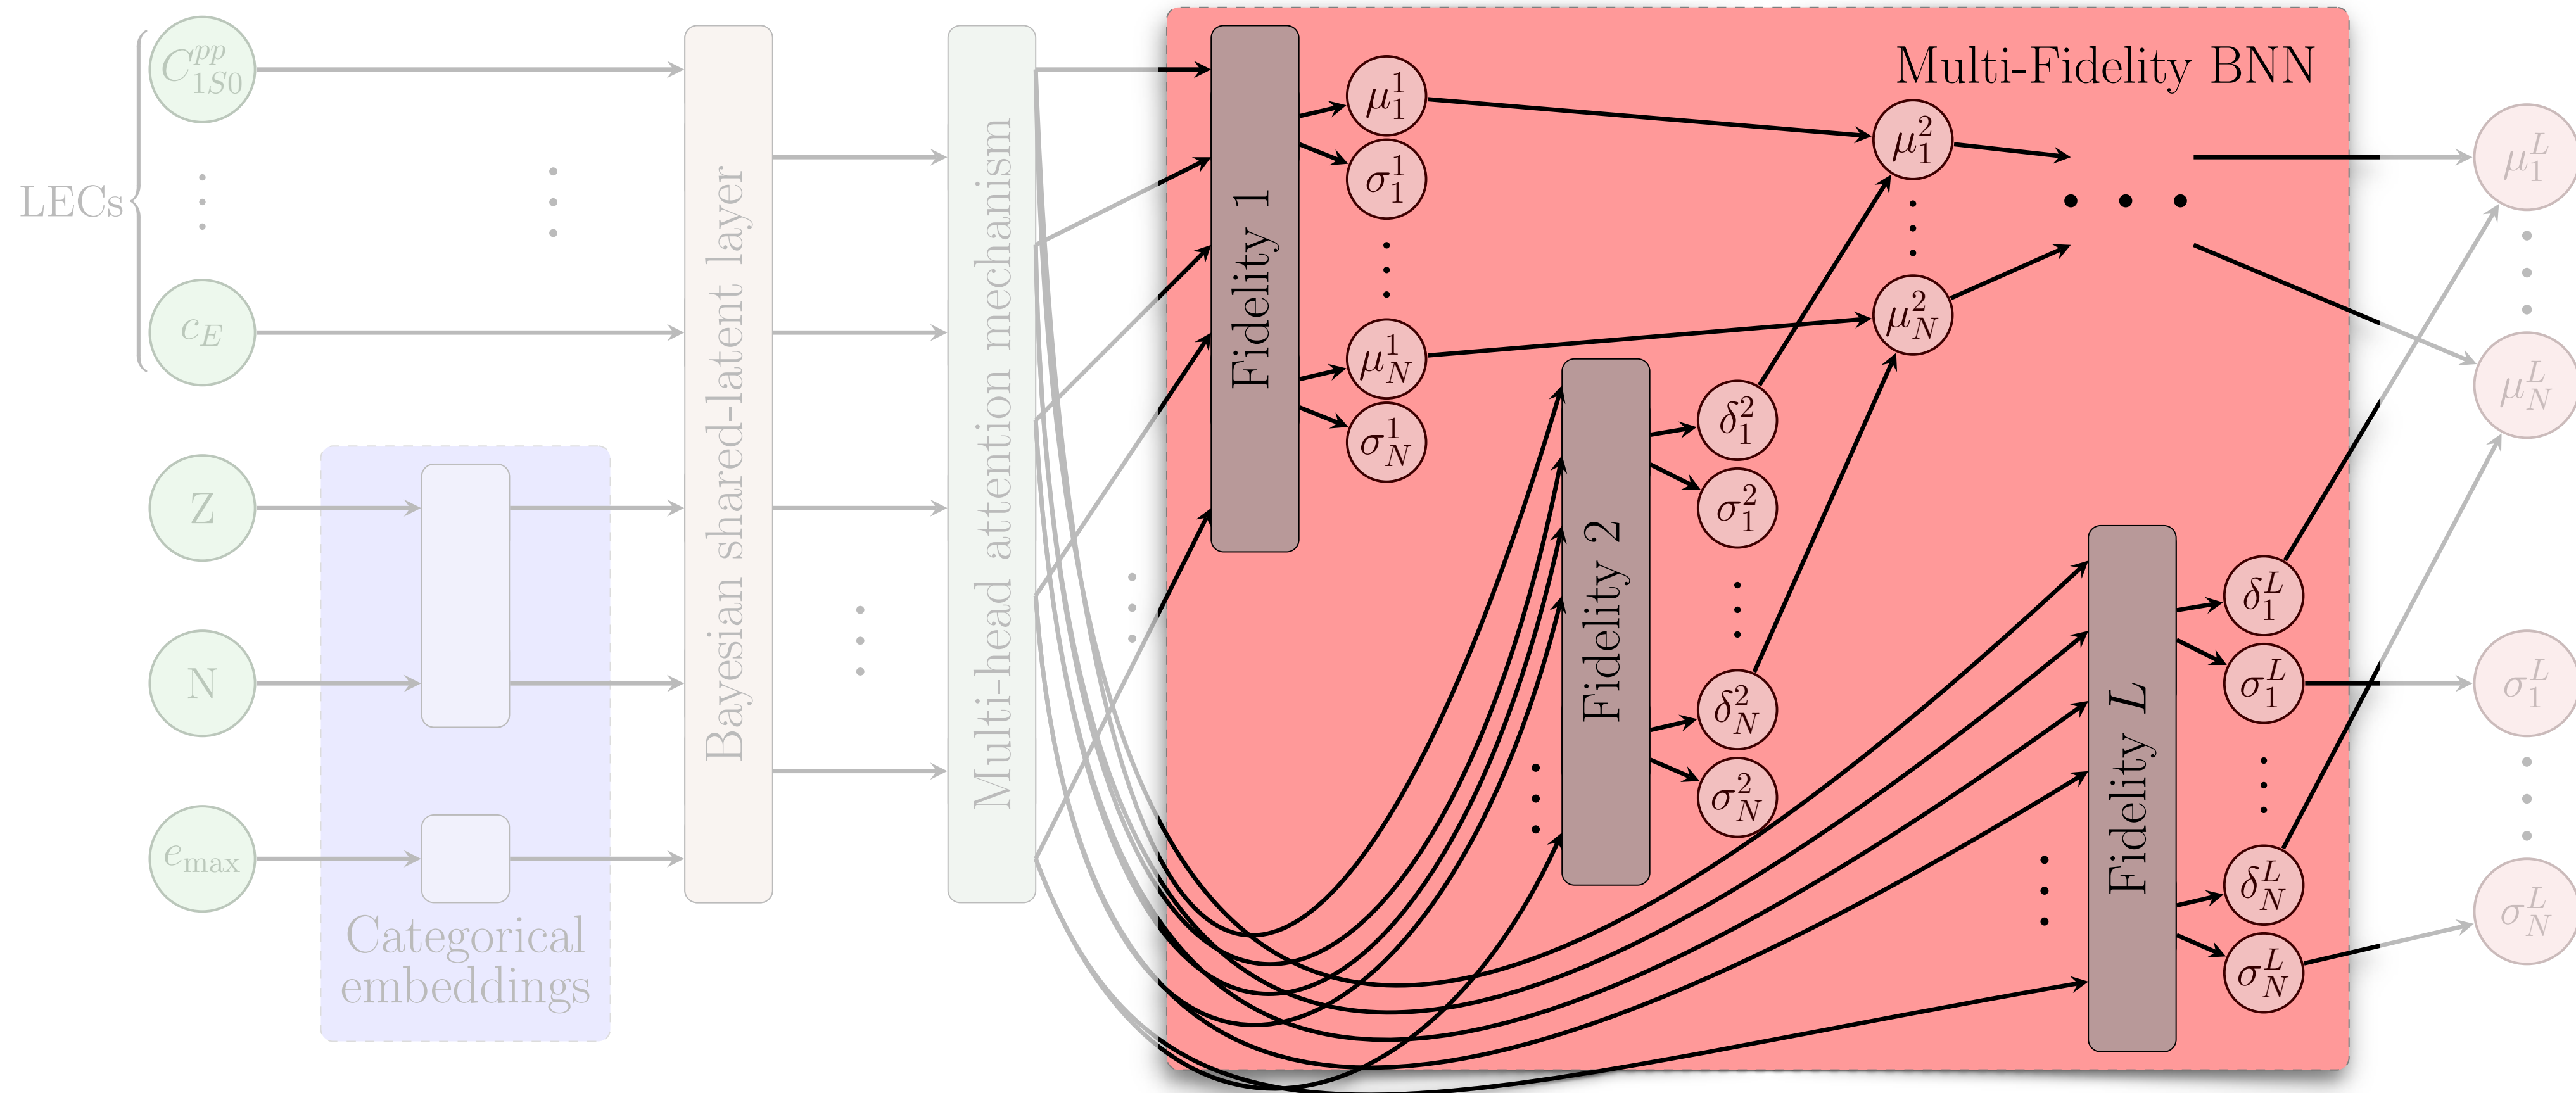 LECs
C^{pp}_{1S0}
c_E
Z
N
e_max
Categorical
embeddings
Bayesian shared-latent layer
Multi-head attention mechanism
Multi-Fidelity BNN
Fidelity 1
μ^1_1
σ^1_1
μ^1_N
σ^1_N
Fidelity 2
δ^2_1
σ^2_1
δ^2_N
σ^2_N
μ^2_1
μ^2_N
Fidelity L
δ^L_1
σ^L_1
δ^L_N
σ^L_N
μ^L_1
μ^L_N
σ^L_1
σ^L_N